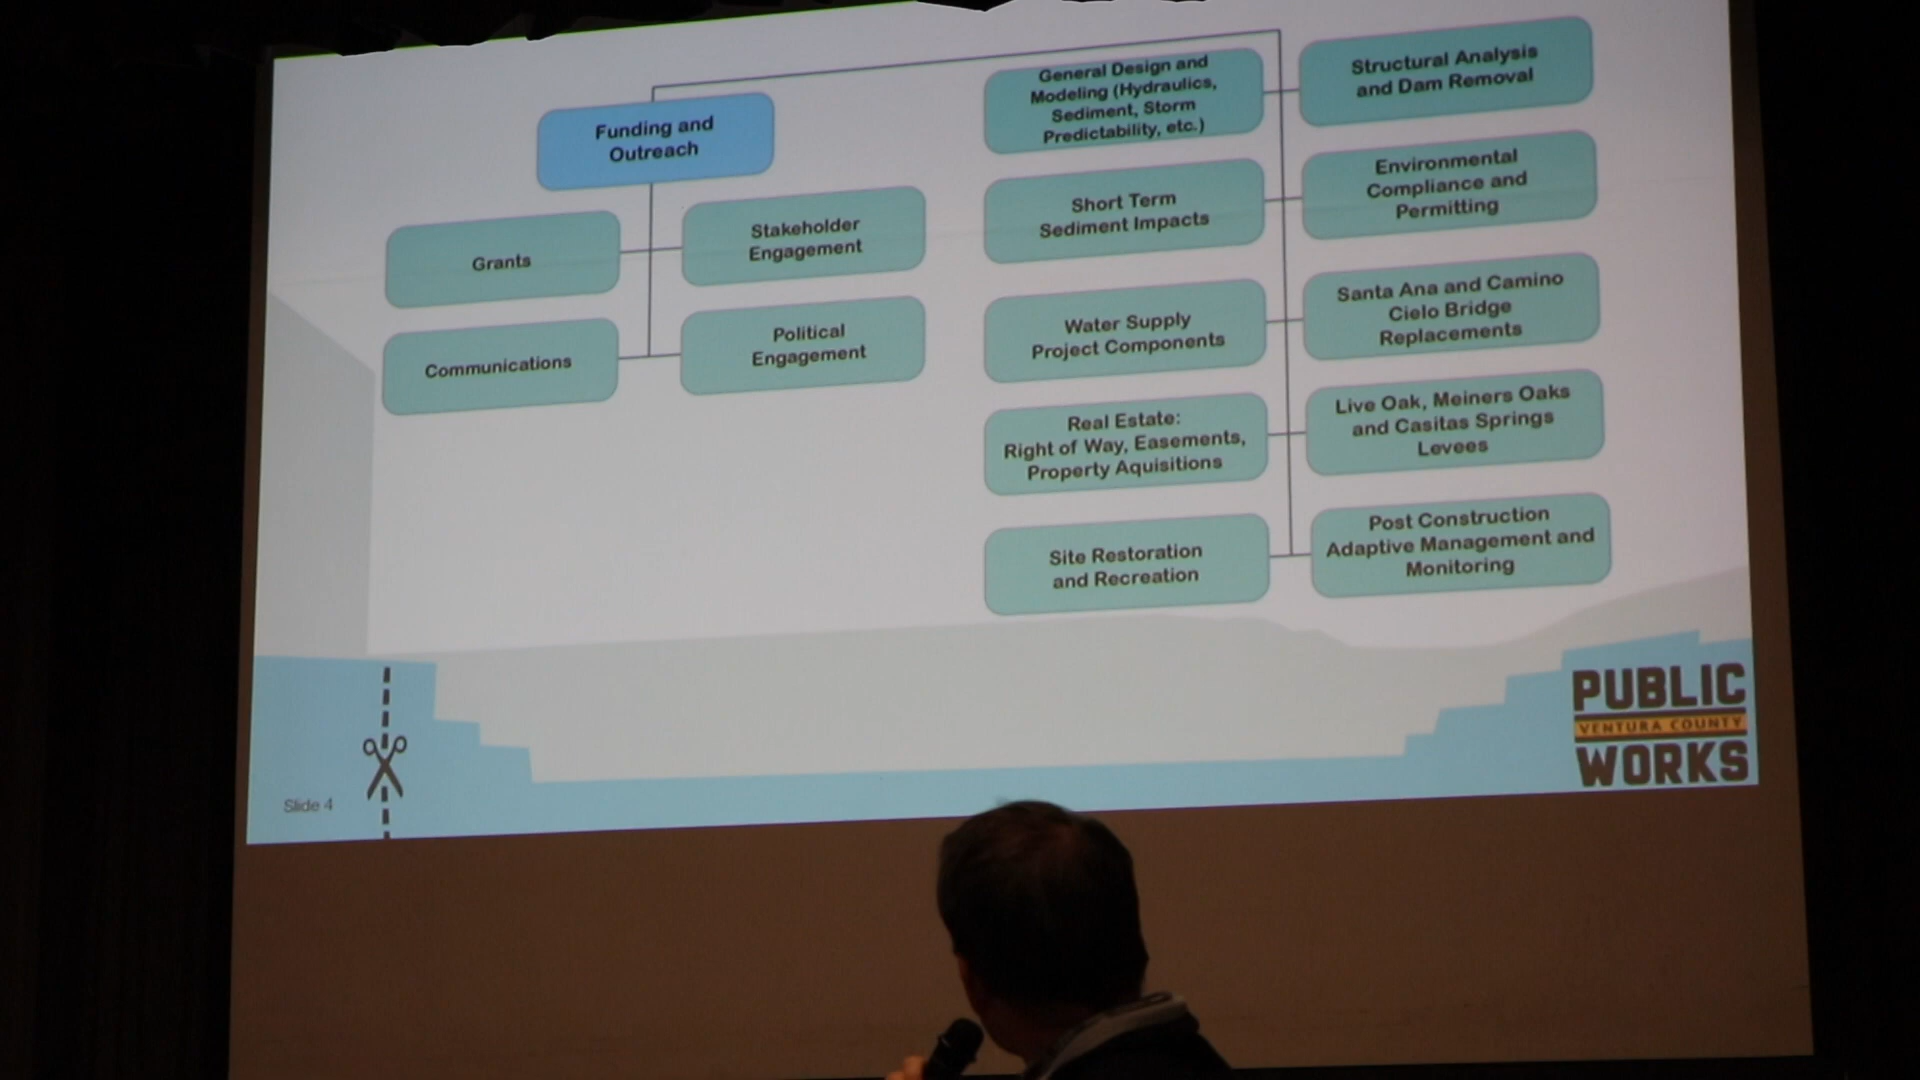 Funding and
Outreach
Grants
Stakeholder
Engagement
Communications
Political
Engagement
General Design and
Modeling (Hydraulics,
Sediment, Storm
Predictability, etc.)
Structural Analysis
and Dam Removal
Short Term
Sediment Impacts
Environmental
Compliance and
Permitting
Water Supply
Project Components
Santa Ana and Camino
Cielo Bridge
Replacements
Real Estate:
Right of Way, Easements,
Property Aquisitions
Live Oak, Meiners Oaks
and Casitas Springs
Levees
Site Restoration
and Recreation
Post Construction
Adaptive Management and
Monitoring
Slide 4
PUBLIC
VENTURA COUNTY
WORKS